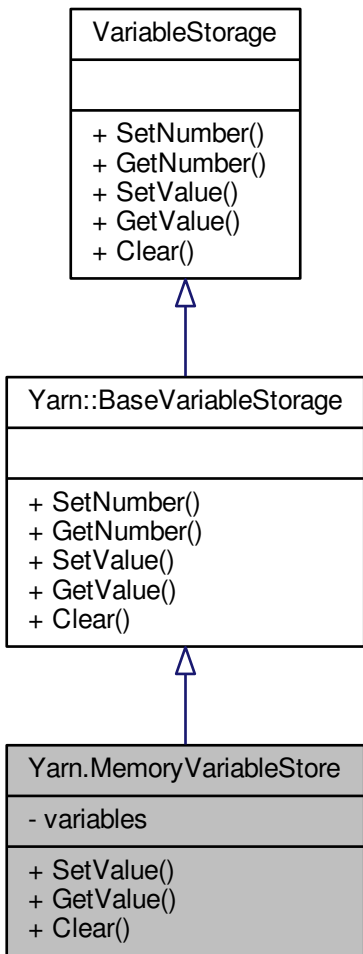 VariableStorage
+ SetNumber()
+ GetNumber()
+ SetValue()
+ GetValue()
+ Clear()
Yarn::BaseVariableStorage
+ SetNumber()
+ GetNumber()
+ SetValue()
+ GetValue()
+ Clear()
Yarn.MemoryVariableStore
- variables
+ SetValue()
+ GetValue()
+ Clear()